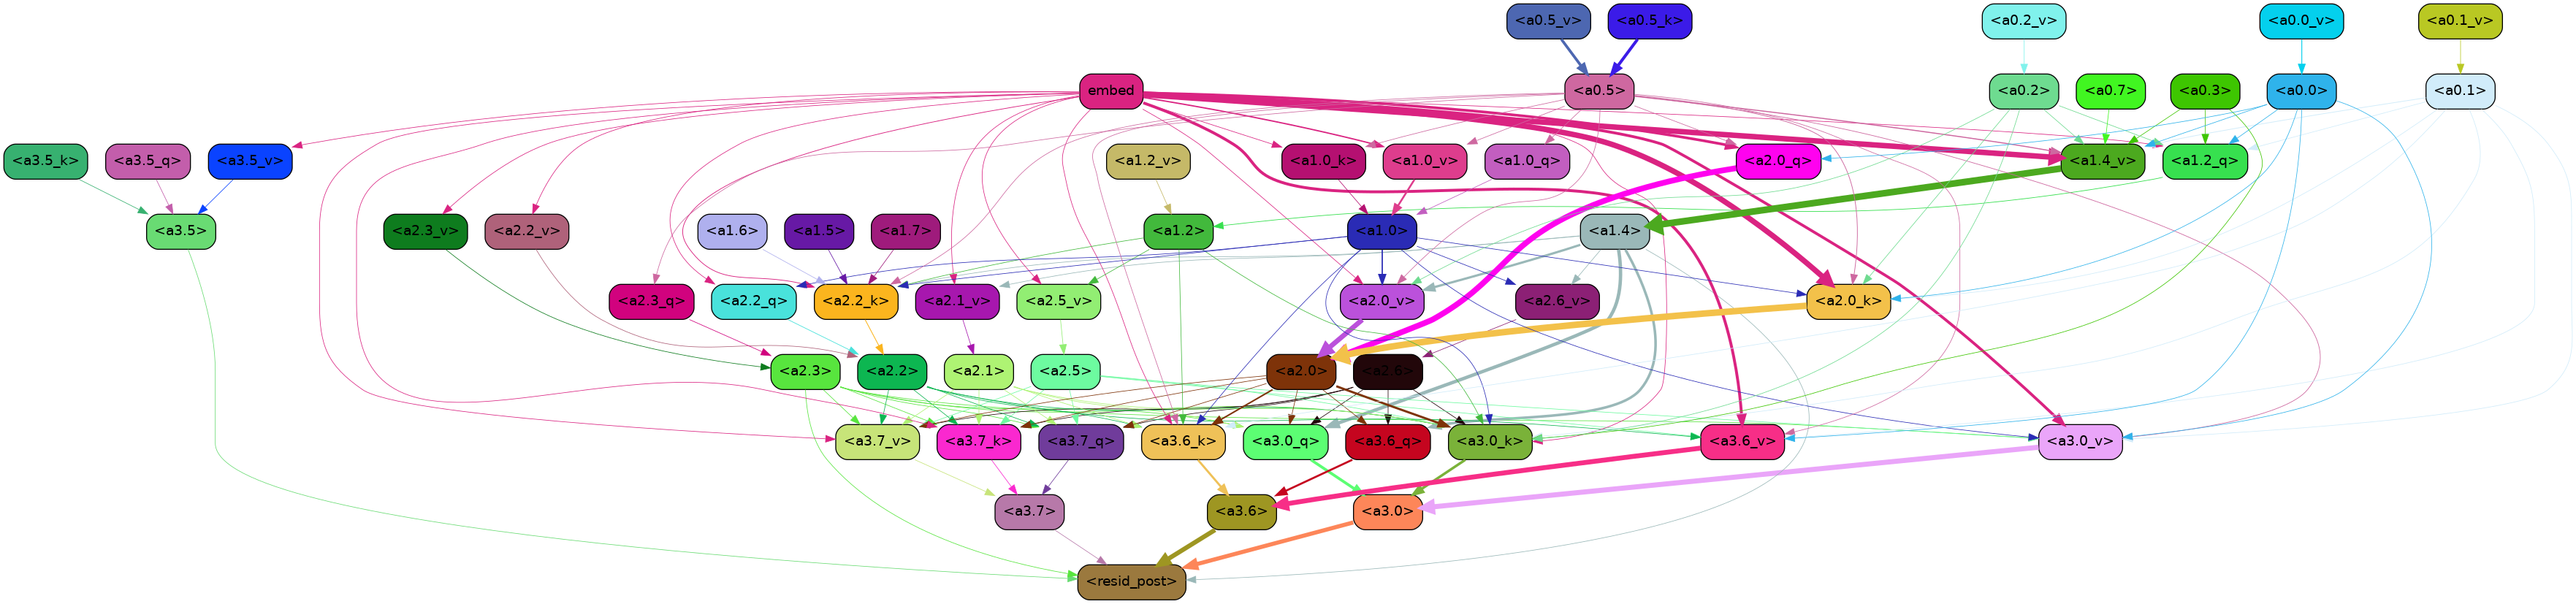 <a0.5_v> <a0.5_k> <a0.2_v> <a0.0_v> <a0.1_v>
embed <a0.5> <a0.2> <a0.7> <a0.3> <a0.0> <a0.1>
<a3.5_k> <a3.5_q> <a3.5_v> <a1.2_v> <a1.0_k> <a1.0_v> <a1.0_q> <a2.0_q> <a1.4_v> <a1.2_q>
<a3.5> <a2.3_v> <a2.2_v> <a1.6> <a1.5> <a1.7> <a1.2> <a1.0> <a1.4>
<a2.3_q> <a2.2_q> <a2.2_k> <a2.1_v> <a2.5_v> <a2.0_v> <a2.6_v> <a2.0_k>
<a2.3> <a2.2> <a2.1> <a2.5> <a2.0> <a2.6>
<a3.7_v> <a3.7_k> <a3.7_q> <a3.6_k> <a3.0_q> <a3.6_q> <a3.0_k> <a3.6_v> <a3.0_v>
<a3.7> <a3.6> <a3.0>
<resid_post>